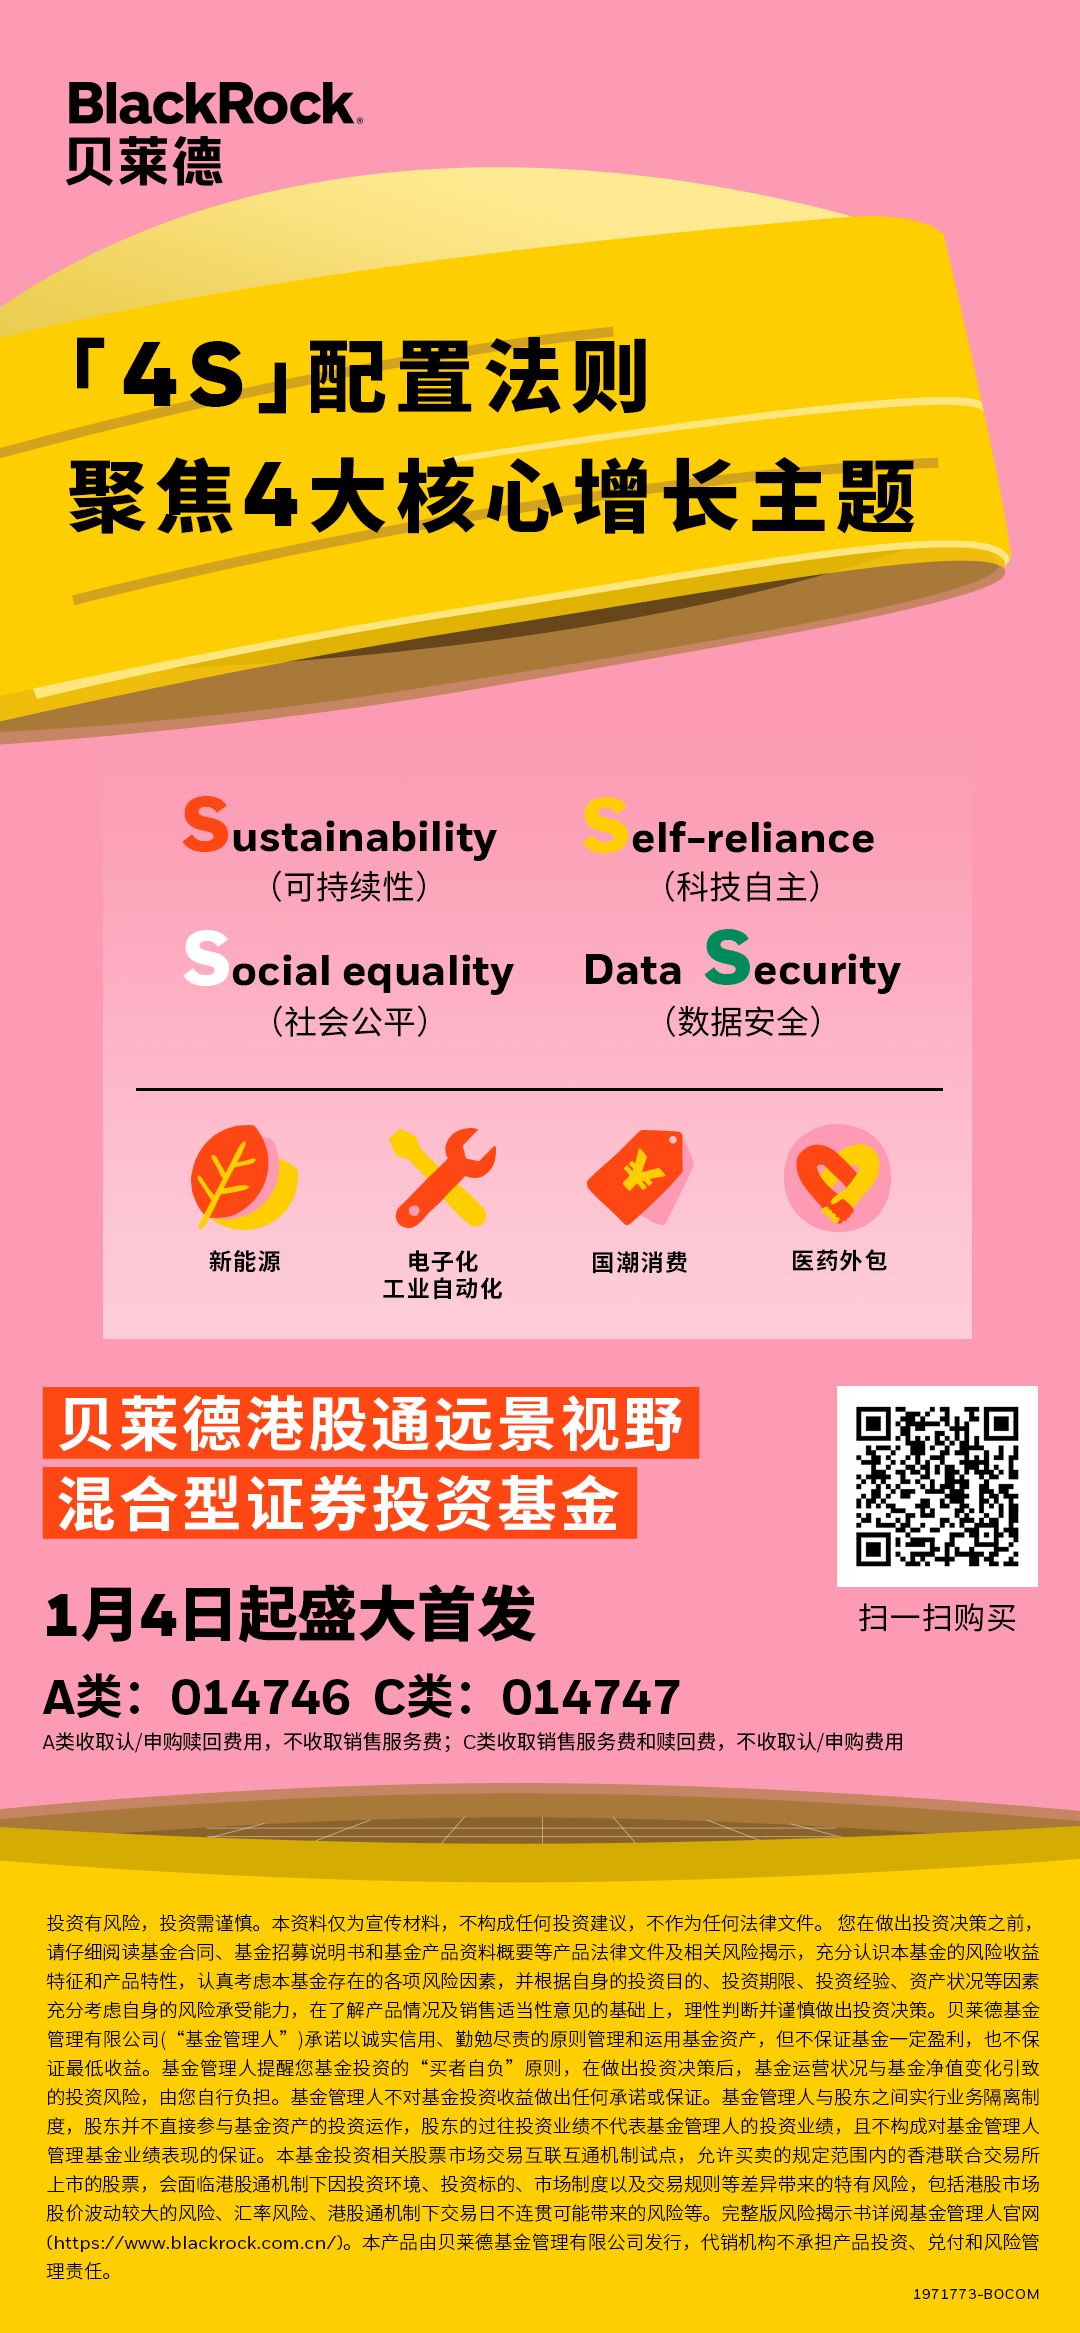 BlackRock®
贝莱德
「4S」配置法则
聚焦4大核心增长主题
Sustainability
（可持续性）
Self-reliance
（科技自主）
Social equality
（社会公平）
Data Security
（数据安全）
新能源
电子化
工业自动化
国潮消费
医药外包
贝莱德港股通远景视野
混合型证券投资基金
1月4日起盛大首发
扫一扫购买
A类：014746 C类：014747
A类收取认/申购赎回费用，不收取销售服务费；C类收取销售服务费和赎回费，不收取认/申购费用
投资有风险，投资需谨慎。本资料仅为宣传材料，不构成任何投资建议，不作为任何法律文件。 您在做出投资决策之前，
请仔细阅读基金合同、基金招募说明书和基金产品资料概要等产品法律文件及相关风险揭示，充分认识本基金的风险收益
特征和产品特性，认真考虑本基金存在的各项风险因素，并根据自身的投资目的、投资期限、投资经验、资产状况等因素
充分考虑自身的风险承受能力，在了解产品情况及销售适当性意见的基础上，理性判断并谨慎做出投资决策。贝莱德基金
管理有限公司(“基金管理人”)承诺以诚实信用、勤勉尽责的原则管理和运用基金资产，但不保证基金一定盈利，也不保
证最低收益。基金管理人提醒您基金投资的“买者自负”原则，在做出投资决策后，基金运营状况与基金净值变化引致
的投资风险，由您自行负担。基金管理人不对基金投资收益做出任何承诺或保证。基金管理人与股东之间实行业务隔离制
度，股东并不直接参与基金资产的投资运作，股东的过往投资业绩不代表基金管理人的投资业绩，且不构成对基金管理人
管理基金业绩表现的保证。本基金投资相关股票市场交易互联互通机制试点，允许买卖的规定范围内的香港联合交易所
上市的股票，会面临港股通机制下因投资环境、投资标的、市场制度以及交易规则等差异带来的特有风险，包括港股市场
股价波动较大的风险、汇率风险、港股通机制下交易日不连贯可能带来的风险等。完整版风险揭示书详阅基金管理人官网
(https://www.blackrock.com.cn/)。本产品由贝莱德基金管理有限公司发行，代销机构不承担产品投资、兑付和风险管
理责任。
1971773-BOCOM